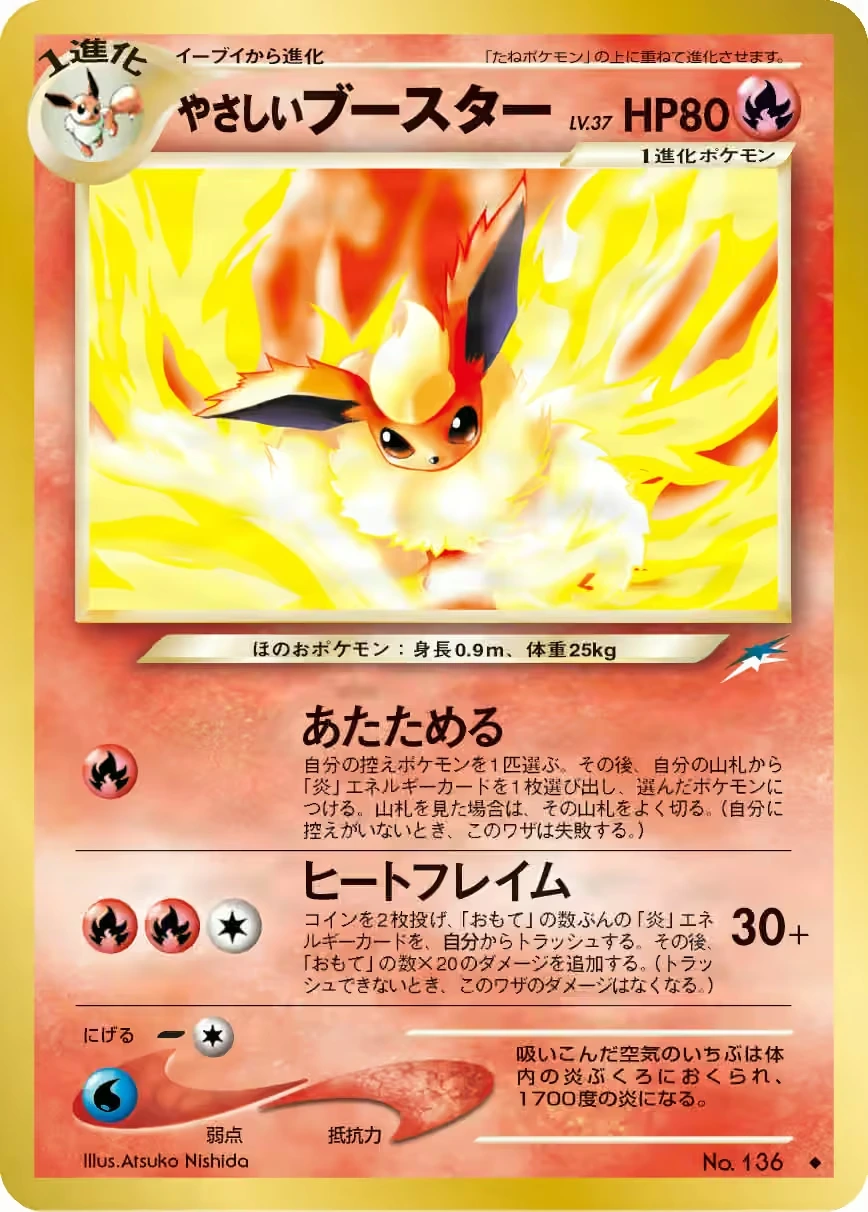 1進化
イーブイから進化
「たねポケモン」の上に重ねて進化させます。
やさしいブースター LV.37 HP80
1進化ポケモン
ほのおポケモン：身長0.9m、体重25kg
あたためる
自分の控えポケモンを1匹選ぶ。その後、自分の山札から
「炎」エネルギーカードを1枚選び出し、選んだポケモンに
つける。山札を見た場合は、その山札をよく切る。（自分に
控えがいないとき、このワザは失敗する。）
ヒートフレイム
コインを2枚投げ、「おもて」の数ぶんの「炎」エネ
ルギーカードを、自分からトラッシュする。その後、
「おもて」の数×20のダメージを追加する。（トラッ
シュできないとき、このワザのダメージはなくなる。）
30+
にげる
弱点
抵抗力
吸いこんだ空気のいちぶは体
内の炎ぶくろにおくられ、
1700度の炎になる。
Illus.Atsuko Nishida
No. 136